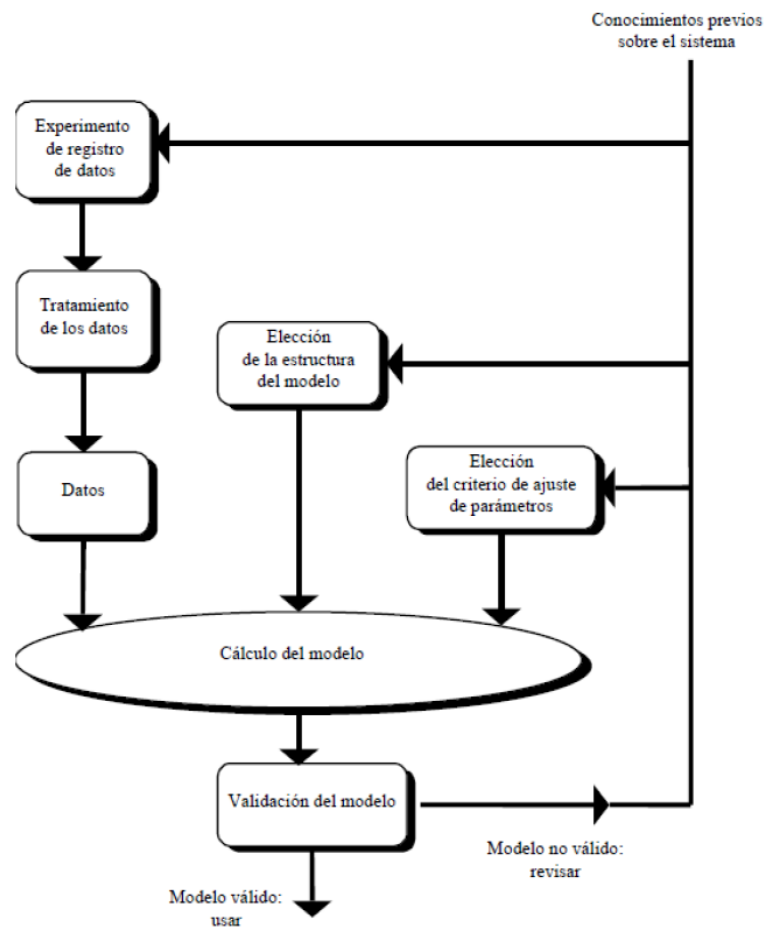 Conocimientos previos
sobre el sistema
Experimento
de registro
de datos
Tratamiento
de los datos
Elección
de la estructura
del modelo
Elección
del criterio de ajuste
de parámetros
Datos
Cálculo del modelo
Validación del modelo
Modelo no válido:
revisar
Modelo válido:
usar